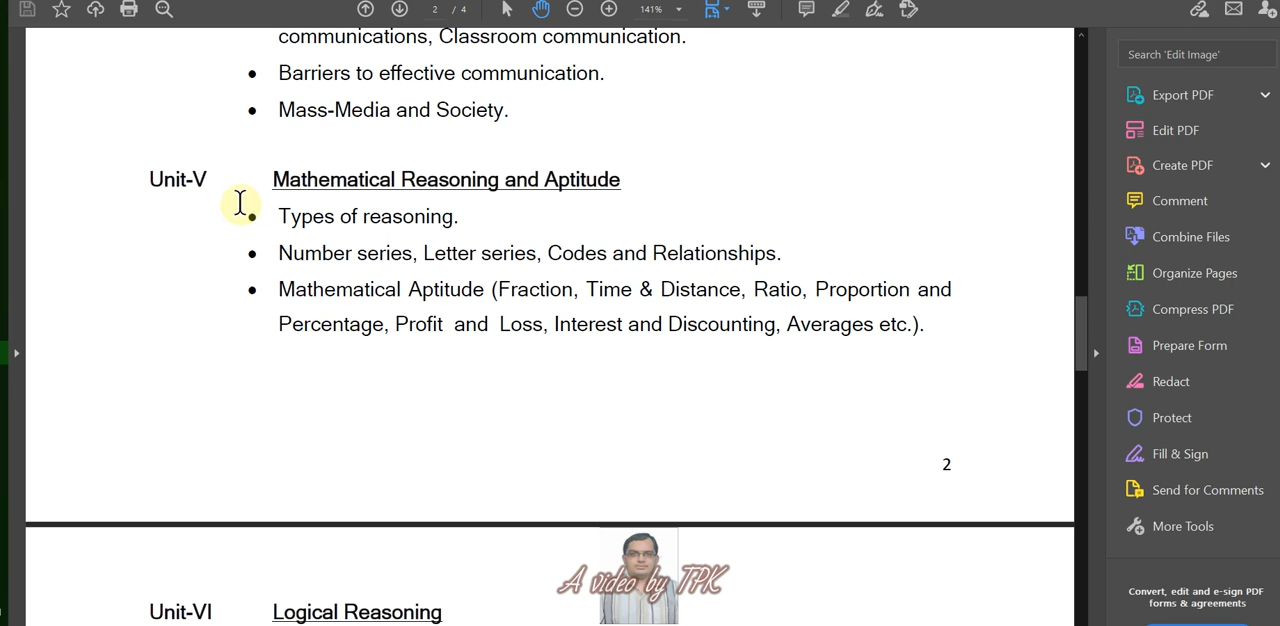 2 / 4
141%
communications, Classroom communication.
• Barriers to effective communication.
• Mass-Media and Society.
Unit-V Mathematical Reasoning and Aptitude
• Types of reasoning.
• Number series, Letter series, Codes and Relationships.
• Mathematical Aptitude (Fraction, Time & Distance, Ratio, Proportion and
Percentage, Profit and Loss, Interest and Discounting, Averages etc.).
2
A video by TPK
Unit-VI Logical Reasoning
Search 'Edit Image'
Export PDF
Edit PDF
Create PDF
Comment
Combine Files
Organize Pages
Compress PDF
Prepare Form
Redact
Protect
Fill & Sign
Send for Comments
More Tools
Convert, edit and e-sign PDF
forms & agreements